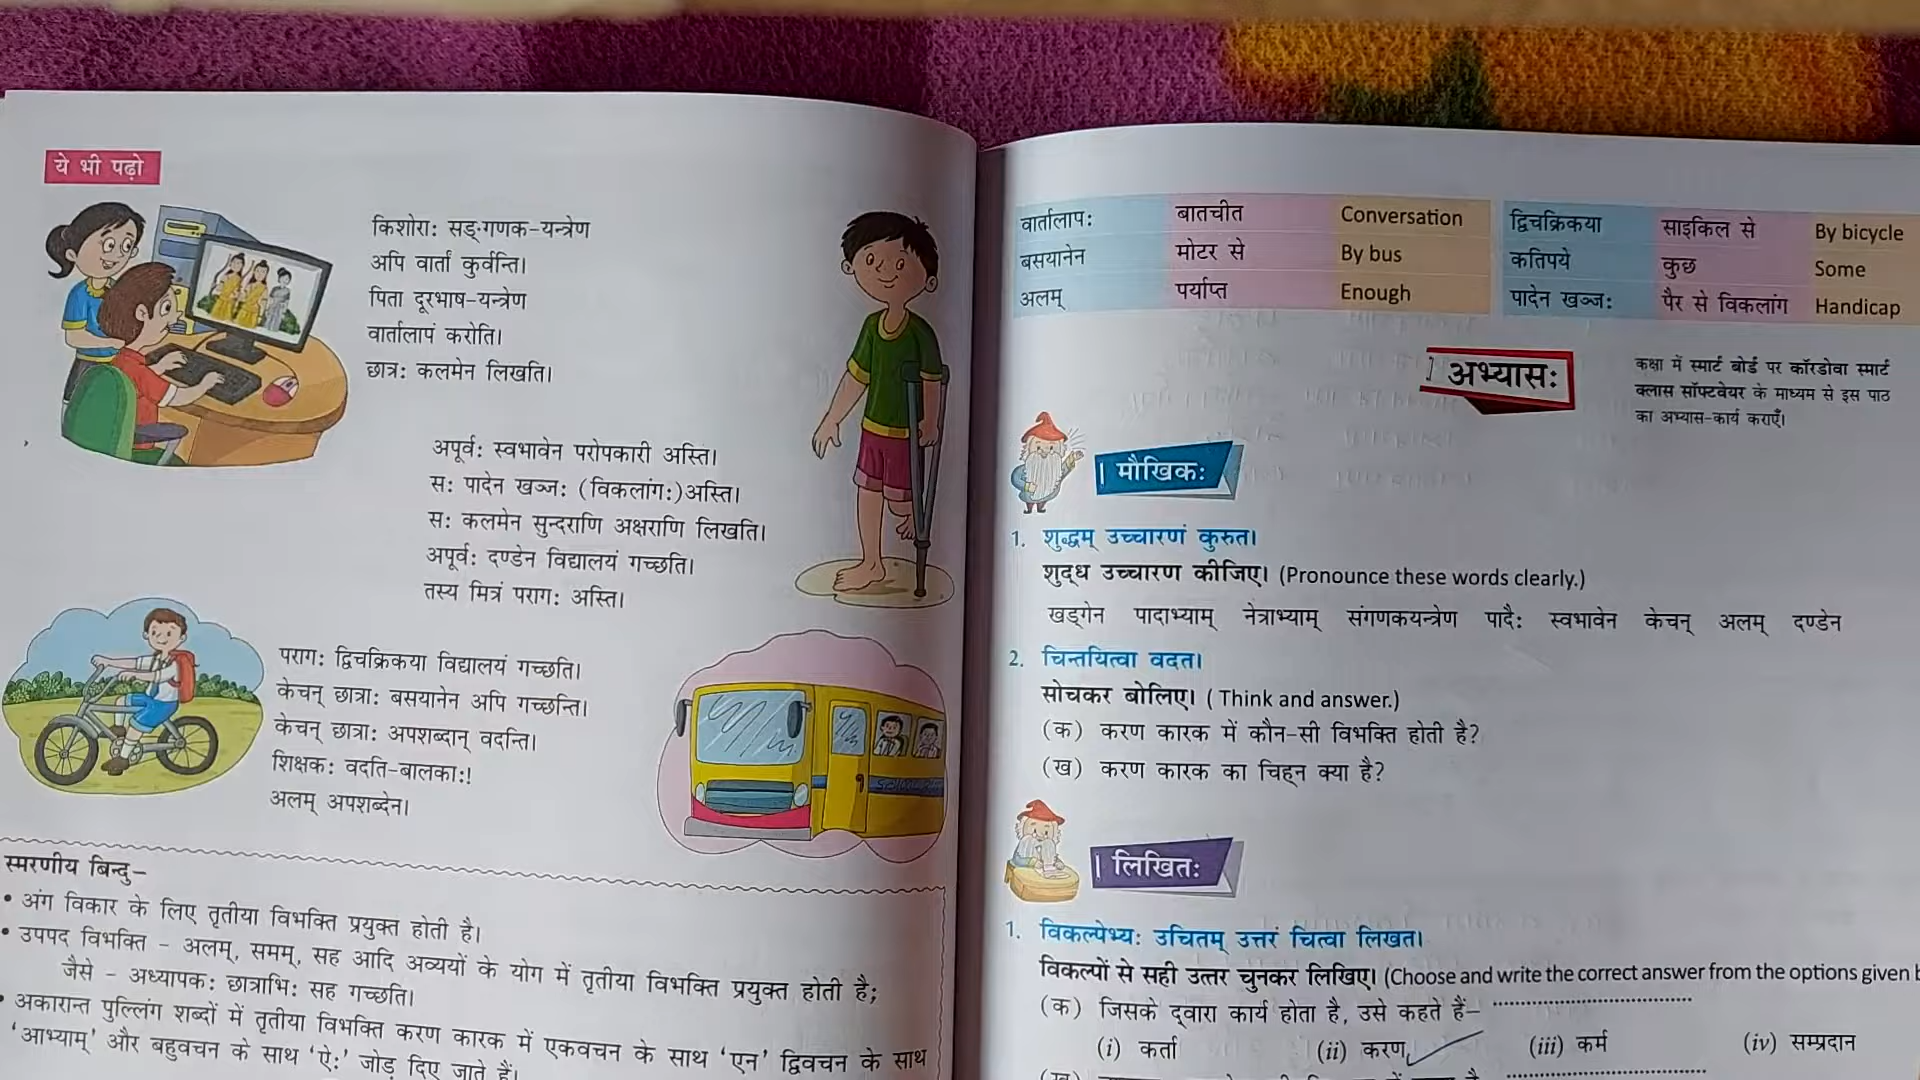 ये भी पढ़ो
किशोरा: सङ्गणक-यन्त्रेण
अपि वार्तां कुर्वन्ति।
पिता दूरभाष-यन्त्रेण
वार्तालापं करोति।
छात्र: कलमेन लिखति।
अपूर्व: स्वभावेन परोपकारी अस्ति।
स: पादेन खञ्ज: (विकलांग:)अस्ति।
स: कलमेन सुन्दराणि अक्षराणि लिखति।
अपूर्व: दण्डेन विद्यालयं गच्छति।
तस्य मित्रं पराग: अस्ति।
पराग: द्विचक्रिकया विद्यालयं गच्छति।
केचन् छात्रा: बसयानेन अपि गच्छन्ति।
केचन् छात्रा: अपशब्दान् वदन्ति।
शिक्षक: वदति-बालका:!
अलम् अपशब्देन।
स्मरणीय बिन्दु–
• अंग विकार के लिए तृतीया विभक्ति प्रयुक्त होती है।
• उपपद विभक्ति - अलम्, समम्, सह आदि अव्ययों के योग में तृतीया विभक्ति प्रयुक्त होती है;
जैसे - अध्यापक: छात्राभि: सह गच्छति।
• अकारान्त पुल्लिंग शब्दों में तृतीया विभक्ति करण कारक में एकवचन के साथ ‘एन’ द्विवचन के साथ
‘आभ्याम्’ और बहुवचन के साथ ‘ऐ:’ जोड़ दिए जाते हैं।
वार्तालाप: बातचीत Conversation द्विचक्रिकया साइकिल से By bicycle
बसयानेन मोटर से By bus कतिपये कुछ Some
अलम् पर्याप्त Enough पादेन खञ्ज: पैर से विकलांग Handicap
अभ्यास:
कक्षा में स्मार्ट बोर्ड पर कॉरडोवा स्मार्ट
क्लास सॉफ्टवेयर के माध्यम से इस पाठ
का अभ्यास-कार्य कराएँ।
मौखिक:
1. शुद्धम् उच्चारणं कुरुत।
शुद्ध उच्चारण कीजिए। (Pronounce these words clearly.)
खड्गेन पादाभ्याम् नेत्राभ्याम् संगणकयन्त्रेण पादै: स्वभावेन केचन् अलम् दण्डेन
2. चिन्तयित्वा वदत।
सोचकर बोलिए। ( Think and answer.)
(क) करण कारक में कौन-सी विभक्ति होती है?
(ख) करण कारक का चिह्न क्या है?
लिखित:
1. विकल्पेभ्य: उचितम् उत्तरं चित्वा लिखत।
विकल्पों से सही उत्तर चुनकर लिखिए। (Choose and write the correct answer from the options given
(क) जिसके द्वारा कार्य होता है, उसे कहते हैं–
(i) कर्ता (ii) करण (iii) कर्म (iv) सम्प्रदान